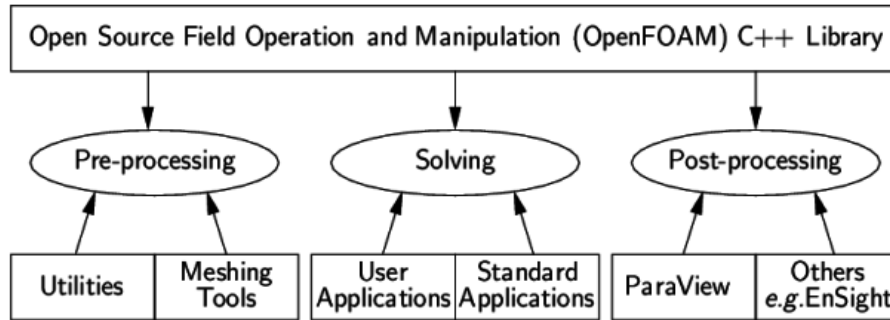 Open Source Field Operation and Manipulation (OpenFOAM) C++ Library
Pre-processing
Solving
Post-processing
Utilities
Meshing
Tools
User
Applications
Standard
Applications
ParaView
Others
e.g.EnSight